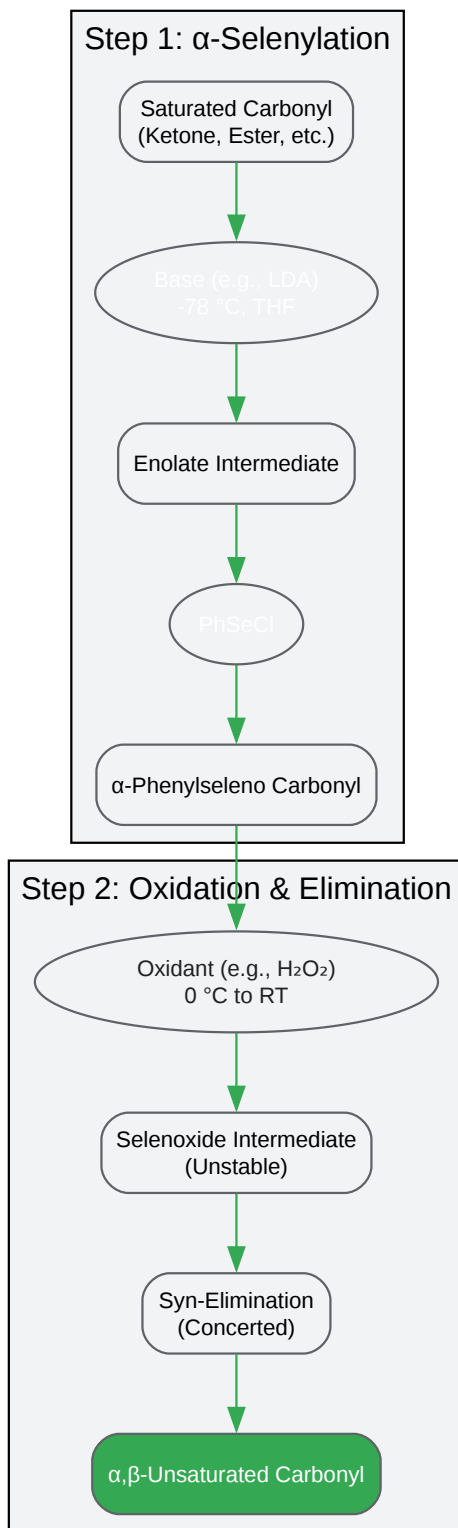 Step 1: α-Selenylation
Saturated Carbonyl
(Ketone, Ester, etc.)
Base (e.g., LDA)
-78 °C, THF
Enolate Intermediate
PhSeCl
α-Phenylseleno Carbonyl
Step 2: Oxidation & Elimination
Oxidant (e.g., H₂O₂)
0 °C to RT
Selenoxide Intermediate
(Unstable)
Syn-Elimination
(Concerted)
α,β-Unsaturated Carbonyl